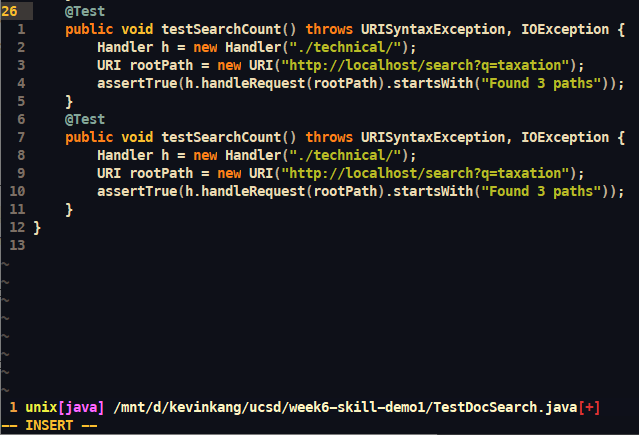 26      @Test
  1     public void testSearchCount() throws URISyntaxException, IOException {
  2         Handler h = new Handler("./technical/");
  3         URI rootPath = new URI("http://localhost/search?q=taxation");
  4         assertTrue(h.handleRequest(rootPath).startsWith("Found 3 paths"));
  5     }
  6     @Test
  7     public void testSearchCount() throws URISyntaxException, IOException {
  8         Handler h = new Handler("./technical/");
  9         URI rootPath = new URI("http://localhost/search?q=taxation");
 10         assertTrue(h.handleRequest(rootPath).startsWith("Found 3 paths"));
 11     }
 12 }
 13
~
~
~
~
~
~
~
~
 1 unix[java] /mnt/d/kevinkang/ucsd/week6-skill-demo1/TestDocSearch.java[+]
-- INSERT --